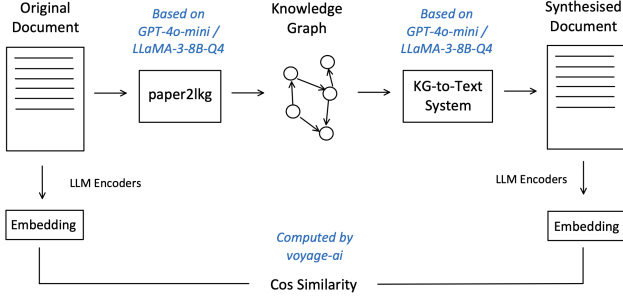 Original
Document
Based on
GPT-4o-mini /
LLaMA-3-8B-Q4
Knowledge
Graph
Based on
GPT-4o-mini /
LLaMA-3-8B-Q4
Synthesised
Document
paper2lkg
KG-to-Text
System
LLM Encoders
LLM Encoders
Embedding
Embedding
Computed by
voyage-ai
Cos Similarity